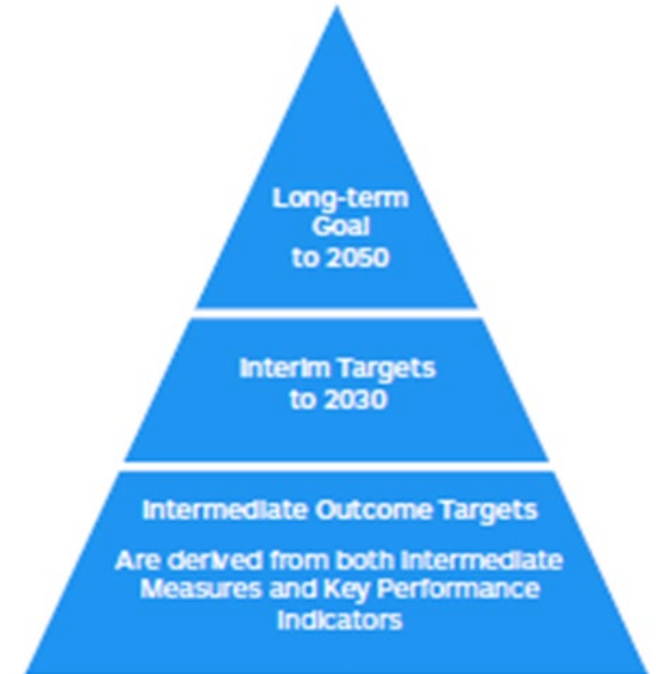 Long-term
Goal
to 2050
Interim Targets
to 2030
Intermediate Outcome Targets
Are derived from both Intermediate
Measures and Key Performance
Indicators